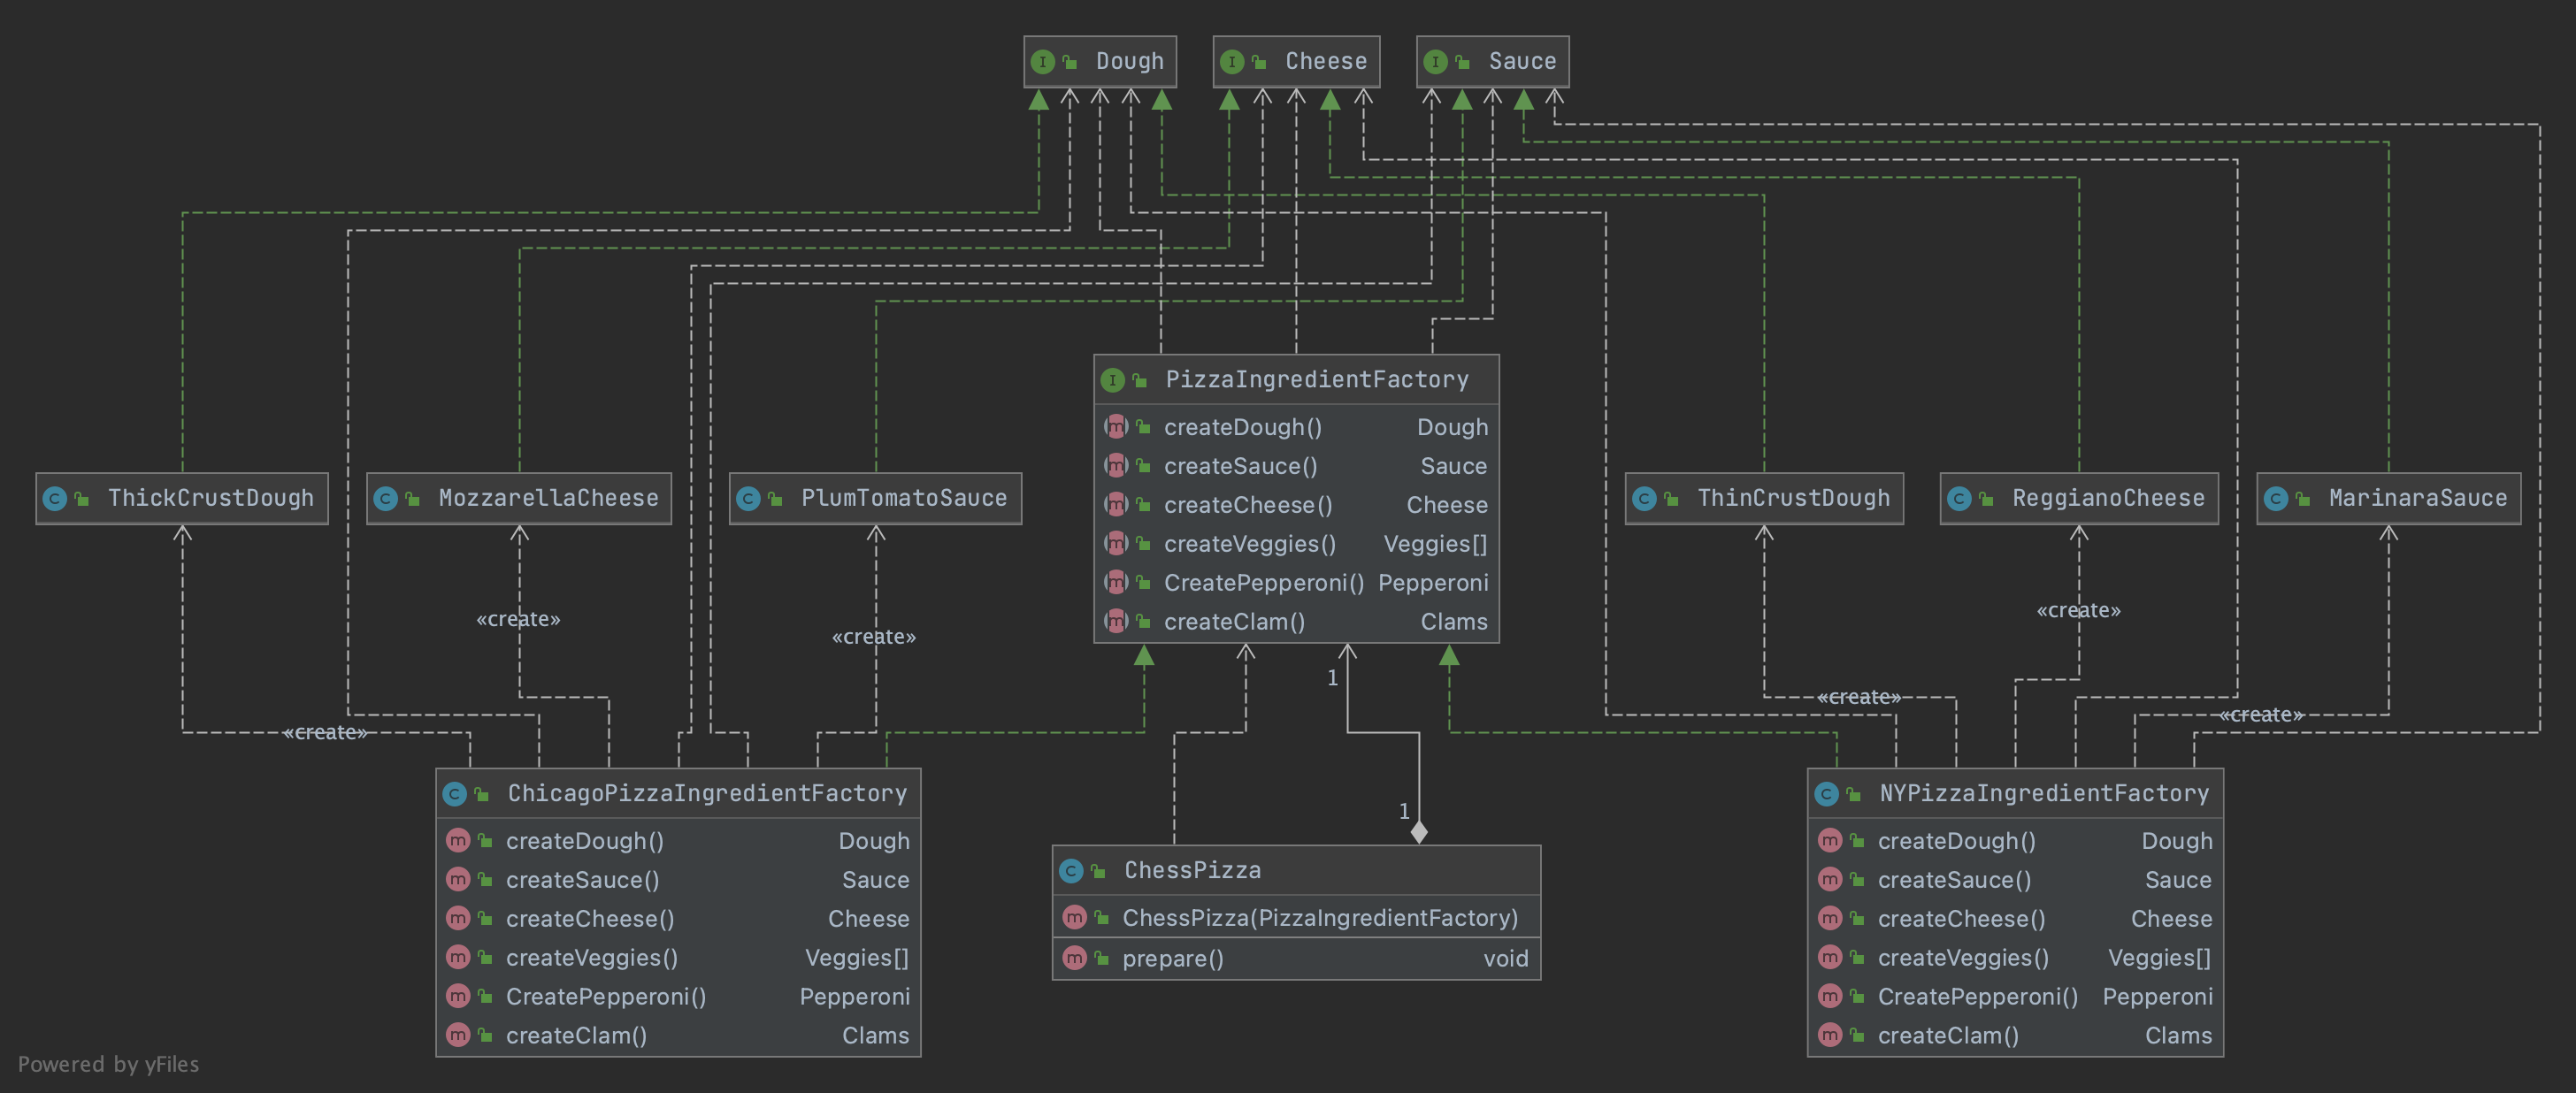 Dough
Cheese
Sauce
PizzaIngredientFactory
createDough() Dough
createSauce() Sauce
createCheese() Cheese
createVeggies() Veggies[]
CreatePepperoni() Pepperoni
createClam() Clams
ThickCrustDough
MozzarellaCheese
PlumTomatoSauce
ThinCrustDough
ReggianoCheese
MarinaraSauce
«create»
«create»
«create»
«create»
«create»
«create»
1
1
ChicagoPizzaIngredientFactory
createDough() Dough
createSauce() Sauce
createCheese() Cheese
createVeggies() Veggies[]
CreatePepperoni() Pepperoni
createClam() Clams
ChessPizza
ChessPizza(PizzaIngredientFactory)
prepare() void
NYPizzaIngredientFactory
createDough() Dough
createSauce() Sauce
createCheese() Cheese
createVeggies() Veggies[]
CreatePepperoni() Pepperoni
createClam() Clams
Powered by yFiles